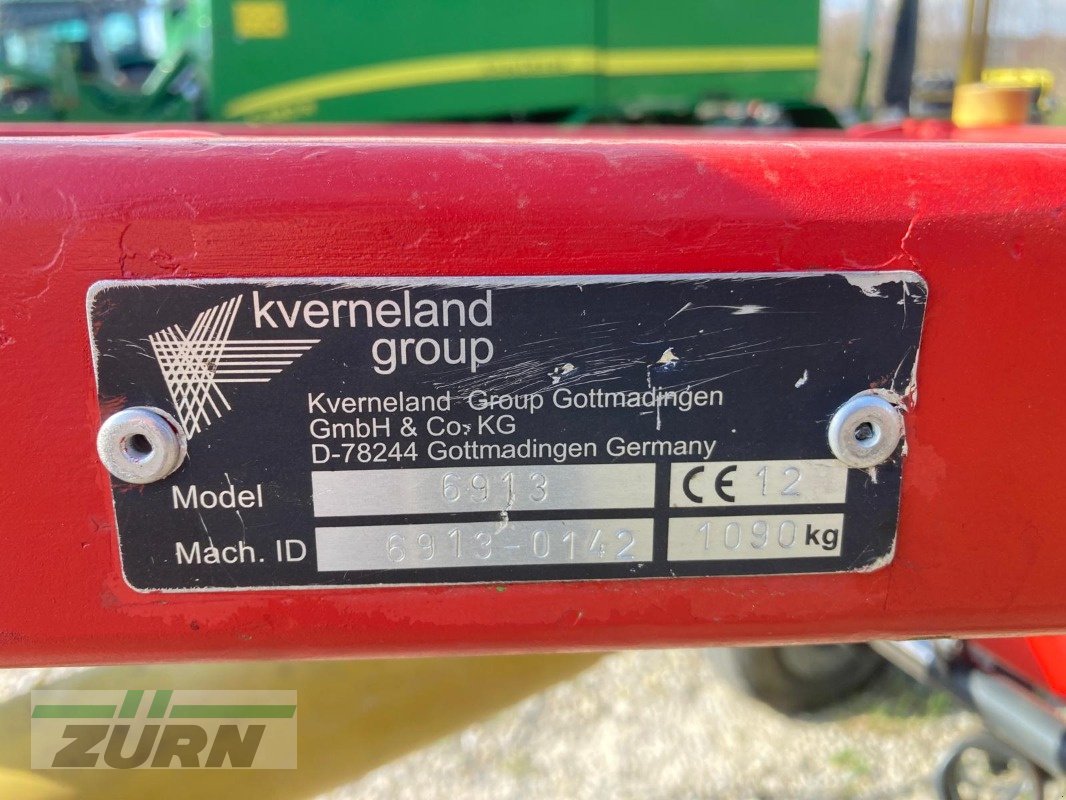 kverneland
group
Kverneland Group Gottmadingen
GmbH & Co. KG
D-78244 Gottmadingen Germany
Model 6913 CE 12
Mach. ID 6913-0142 1090 kg
ZÜRN